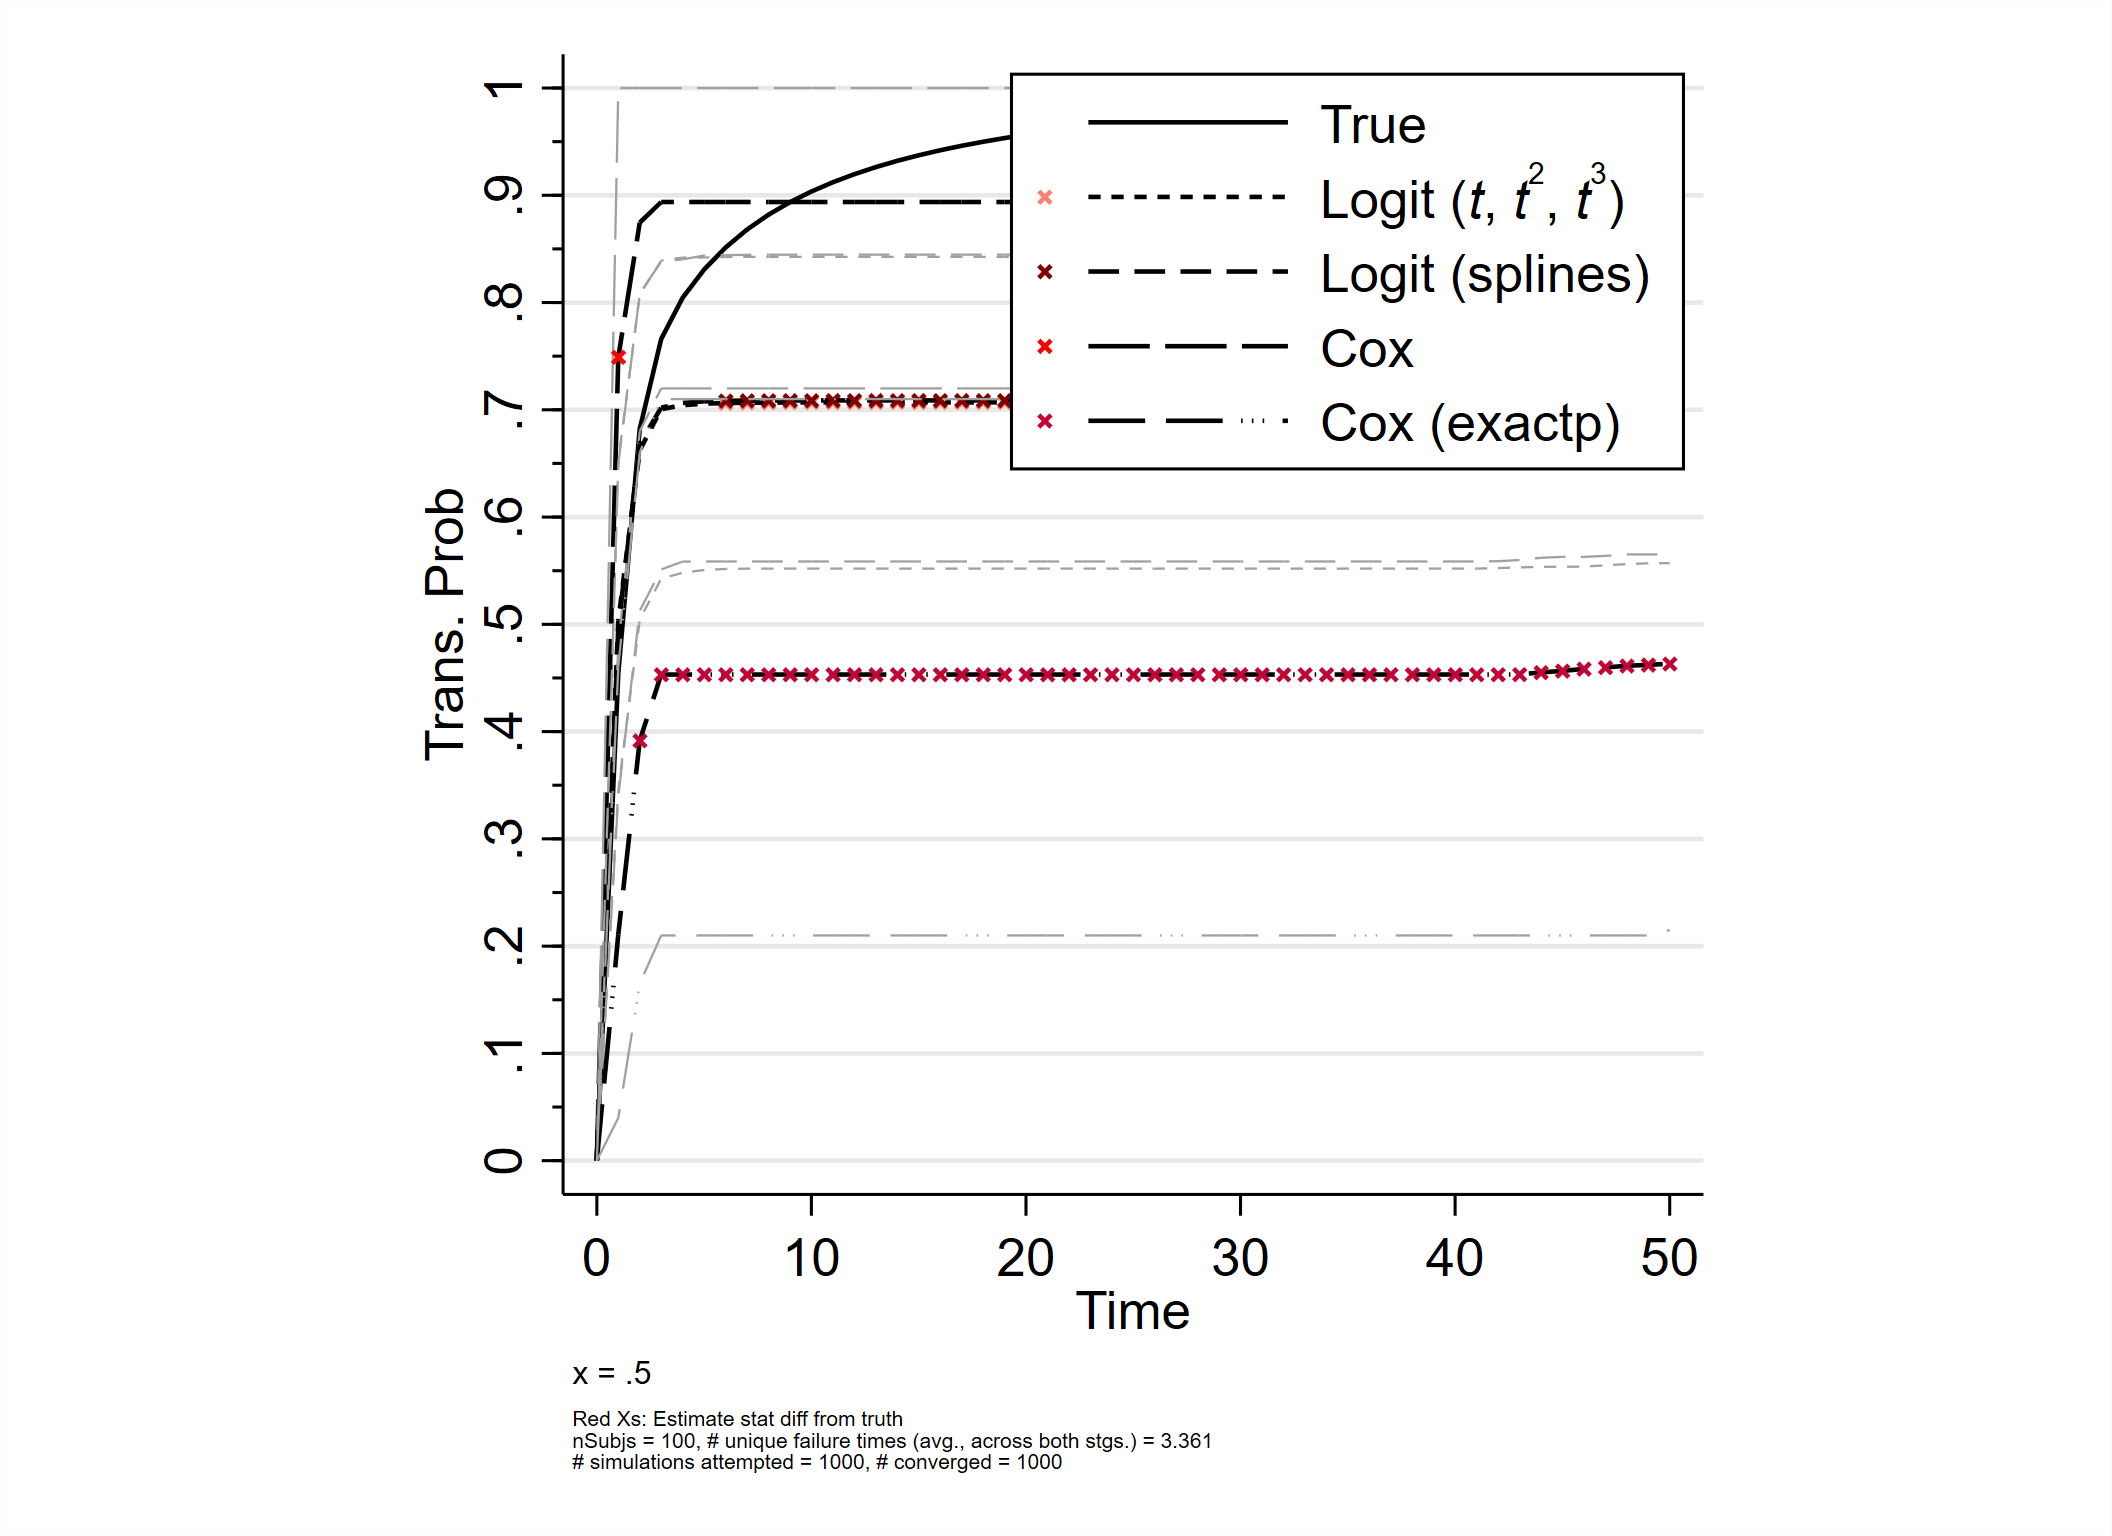 True
Logit (t, t², t³)
Logit (splines)
Cox
Cox (exactp)
Trans. Prob
1
.9
.8
.7
.6
.5
.4
.3
.2
.1
0
0 10 20 30 40 50
Time
x = .5
Red Xs: Estimate stat diff from truth
nSubjs = 100, # unique failure times (avg., across both stgs.) = 3.361
# simulations attempted = 1000, # converged = 1000